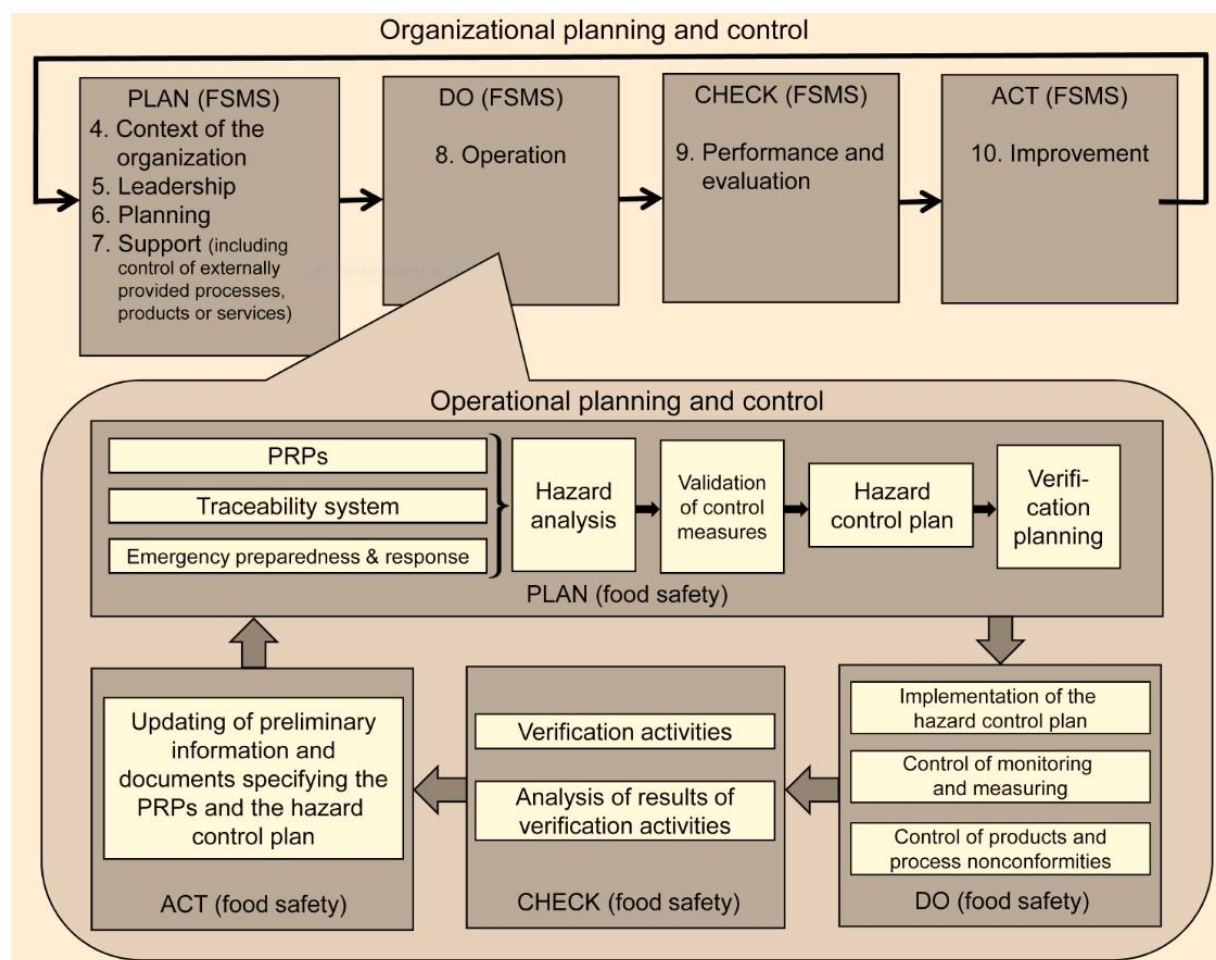 Organizational planning and control
PLAN (FSMS)
4. Context of the
organization
5. Leadership
6. Planning
7. Support (including
control of externally
provided processes,
products or services)
DO (FSMS)
8. Operation
CHECK (FSMS)
9. Performance and
evaluation
ACT (FSMS)
10. Improvement
Operational planning and control
PRPs
Traceability system
Emergency preparedness & response
Hazard
analysis
Validation
of control
measures
Hazard
control plan
Verifi-
cation
planning
PLAN (food safety)
Updating of preliminary
information and
documents specifying the
PRPs and the hazard
control plan
ACT (food safety)
Verification activities
Analysis of results of
verification activities
CHECK (food safety)
Implementation of the
hazard control plan
Control of monitoring
and measuring
Control of products and
process nonconformities
DO (food safety)